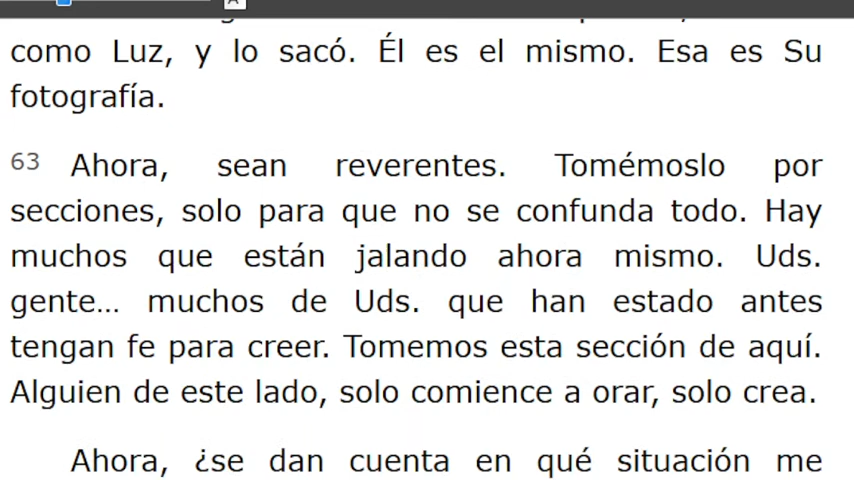 como Luz, y lo sacó. Él es el mismo. Esa es Su
fotografía.
63 Ahora, sean reverentes. Tomémoslo por
secciones, solo para que no se confunda todo. Hay
muchos que están jalando ahora mismo. Uds.
gente... muchos de Uds. que han estado antes
tengan fe para creer. Tomemos esta sección de aquí.
Alguien de este lado, solo comience a orar, solo crea.
Ahora, ¿se dan cuenta en qué situación me